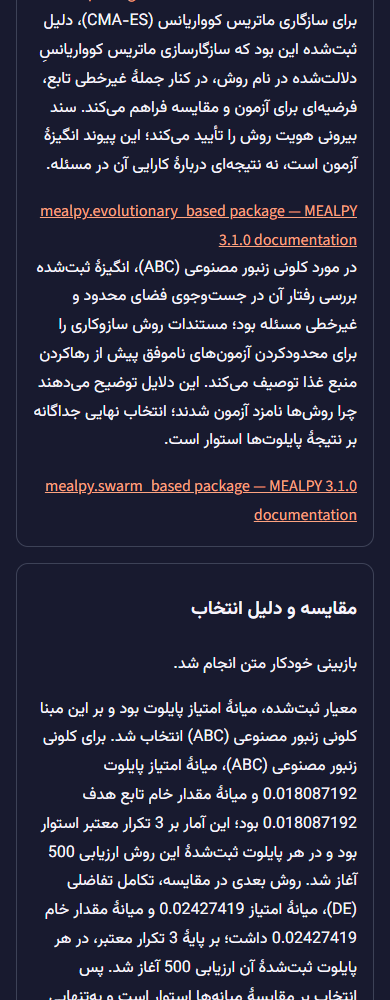 برای سازگاری ماتریس کوواریانس (CMA-ES)، دلیل
ثبت‌شده این بود که سازگارسازی ماتریس کوواریانسِ
دلالت‌شده در نام روش، در کنار جملهٔ غیرخطی تابع،
فرضیه‌ای برای آزمون و مقایسه فراهم می‌کند. سند
بیرونی هویت روش را تأیید می‌کند؛ این پیوند انگیزهٔ
آزمون است، نه نتیجه‌ای دربارهٔ کارایی آن در مسئله.
mealpy.evolutionary_based package — MEALPY
3.1.0 documentation
در مورد کلونی زنبور مصنوعی (ABC)، انگیزهٔ ثبت‌شده
بررسی رفتار آن در جست‌وجوی فضای محدود و
غیرخطی مسئله بود؛ مستندات روش سازوکاری را
برای محدودکردن آزمون‌های ناموفق پیش از رهاکردن
منبع غذا توصیف می‌کند. این دلایل توضیح می‌دهند
چرا روش‌ها نامزد آزمون شدند؛ انتخاب نهایی جداگانه
بر نتیجهٔ پایلوت‌ها استوار است.
mealpy.swarm_based package — MEALPY 3.1.0
documentation
مقایسه و دلیل انتخاب
بازبینی خودکار متن انجام شد.
معیار ثبت‌شده، میانهٔ امتیاز پایلوت بود و بر این مبنا
کلونی زنبور مصنوعی (ABC) انتخاب شد. برای کلونی
زنبور مصنوعی (ABC)، میانهٔ امتیاز پایلوت
0.018087192 و میانهٔ مقدار خام تابع هدف
0.018087192 بود؛ این آمار بر 3 تکرار معتبر استوار
بود و در هر پایلوت ثبت‌شدهٔ این روش ارزیابی 500
آغاز شد. روش بعدی در مقایسه، تکامل تفاضلی
(DE)، میانهٔ امتیاز 0.02427419 و میانهٔ مقدار خام
0.02427419 داشت؛ بر پایهٔ 3 تکرار معتبر، در هر
پایلوت ثبت‌شدهٔ آن ارزیابی 500 آغاز شد. پس
انتخاب بر مقایسهٔ میانه‌ها استوار است و به‌تنهایی